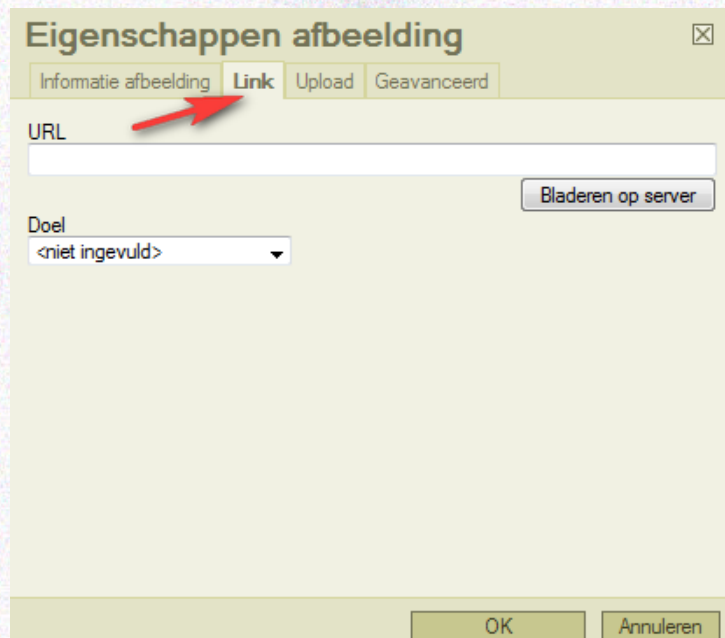 Eigenschappen afbeelding
Informatie afbeelding Link Upload Geavanceerd
URL
Bladeren op server
Doel
<niet ingevuld>
OK Annuleren